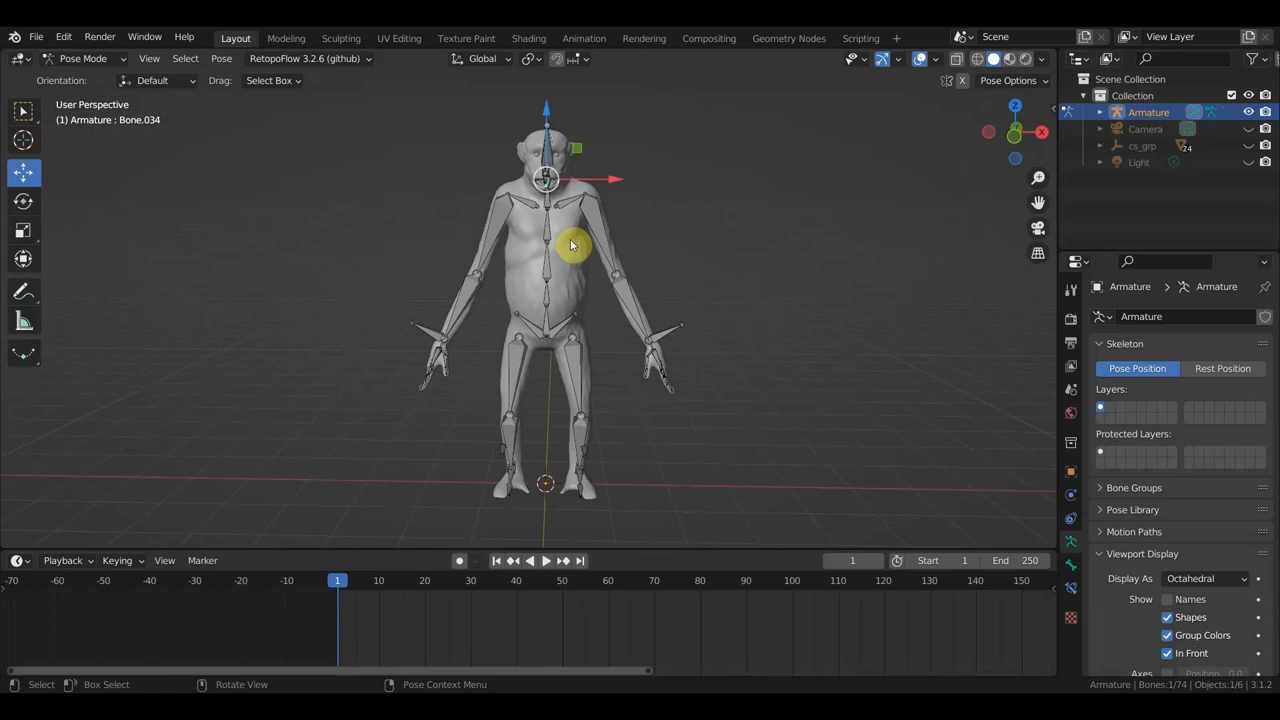 File Edit Render Window Help Layout Modeling Sculpting UV Editing Shading Texture Paint Animation Rendering Compositing Geometry Nodes Scripting + Scene View Layer
Pose Mode View Select Pose RetopoFlow 3.2.6 (github) Global
Orientation: Default Drag: Select Box X Pose Options
User Perspective
(1) Armature : Bone.034
Z
X
Y
Scene Collection
Collection
Armature
Camera
cs_grp 24
Light
Armature > Armature
Armature
Skeleton
Pose Position Rest Position
Layers:
Protected Layers:
Bone Groups
Pose Library
Motion Paths
Viewport Display
Display As Octahedral
Show Names
Shapes
Group Colors
In Front
Axes Position 0.0
Playback Keying View Marker 1 Start 1 End 250
-70 -60 -50 -40 -30 -20 -10 1 10 20 30 40 50 60 70 80 90 100 110 120 130 140 150
Select Box Select Rotate View Pose Context Menu Armature | Bones:1/74 | Objects:1/6 | 3.1.2